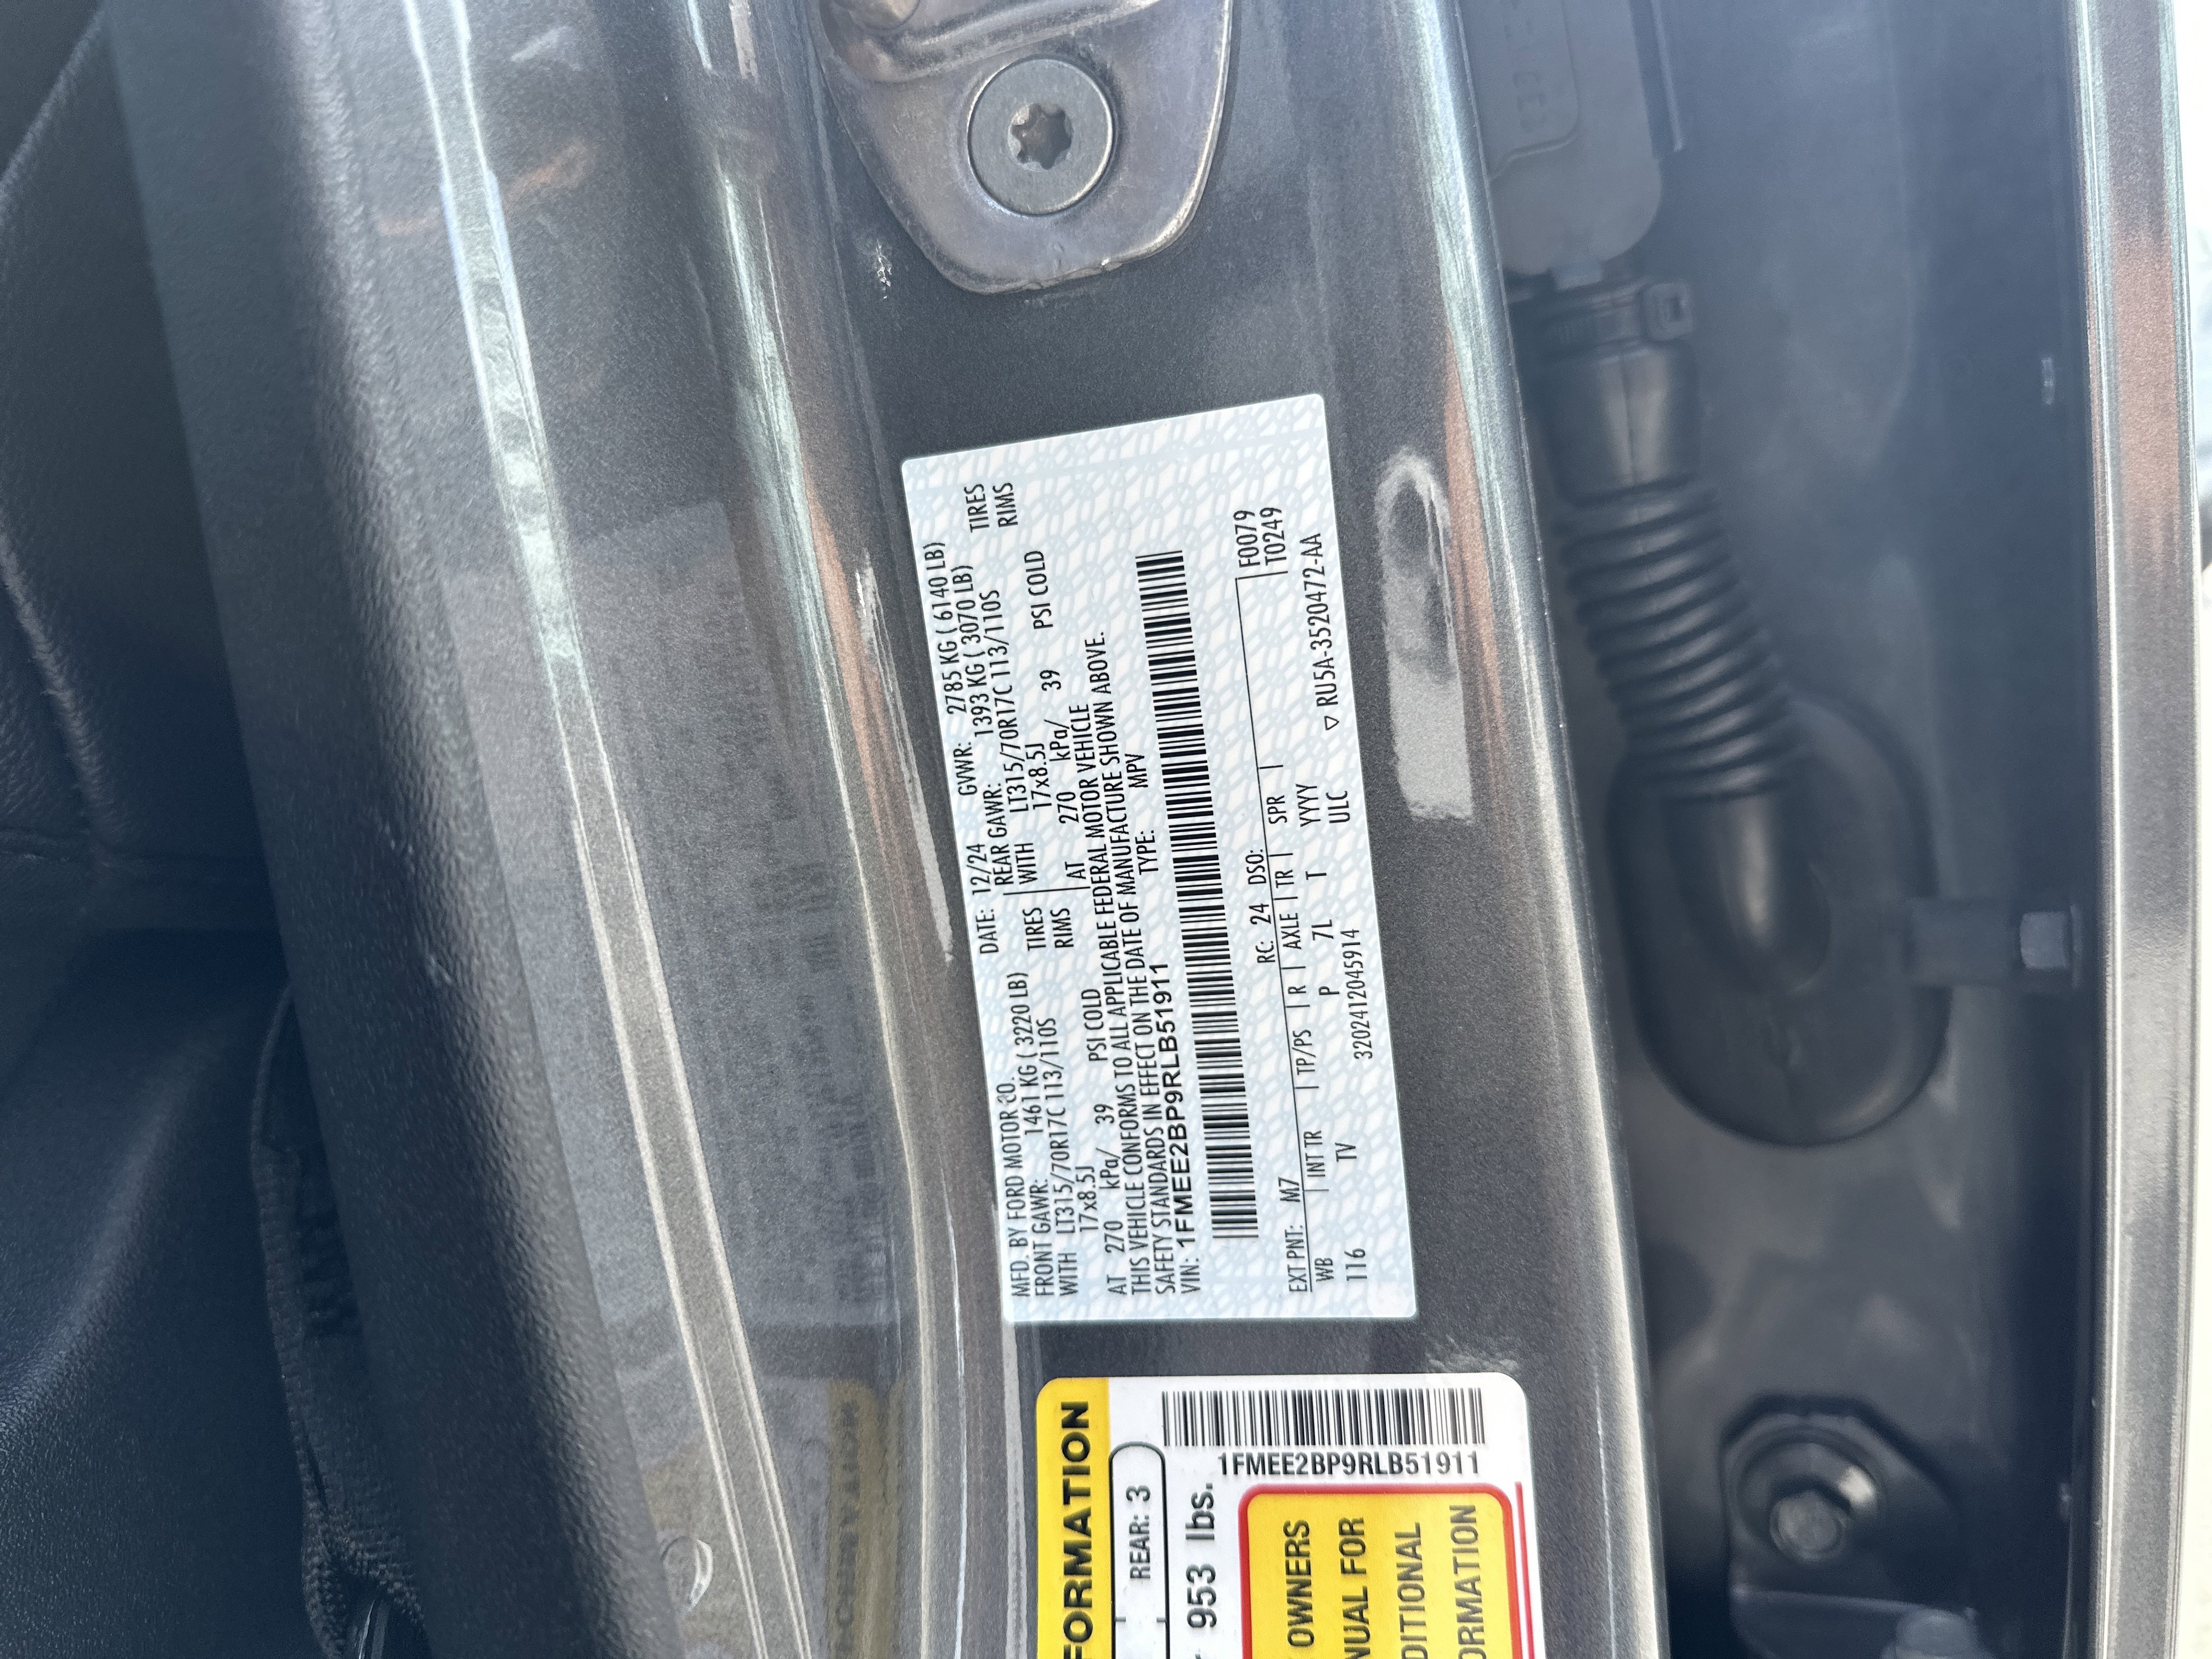 MFD. BY FORD MOTOR CO. DATE: 12/24 GVWR: 2785 KG ( 6140 LB)
FRONT GAWR: 1461 KG ( 3220 LB) REAR GAWR: 1393 KG ( 3070 LB)
WITH LT315/70R17C 113/110S TIRES WITH LT315/70R17C 113/110S TIRES
17x8.5J RIMS 17x8.5J RIMS
AT 270 kPa/ 39 PSI COLD AT 270 kPa/ 39 PSI COLD
THIS VEHICLE CONFORMS TO ALL APPLICABLE FEDERAL MOTOR VEHICLE
SAFETY STANDARDS IN EFFECT ON THE DATE OF MANUFACTURE SHOWN ABOVE.
VIN: 1FMEE2BP9RLB51911 TYPE: MPV
EXT PNT: M7 RC: 24 DSO: F0079
WB INT TR TP/PS R AXLE TR SPR T0249
116 TV P 7L T YYYY
ULC ▽ RU5A-3520472-AA
3202412045914
FORMATION
REAR: 3
953 lbs.
1FMEE2BP9RLB51911
OWNERS
NUAL FOR
DITIONAL
ORMATION